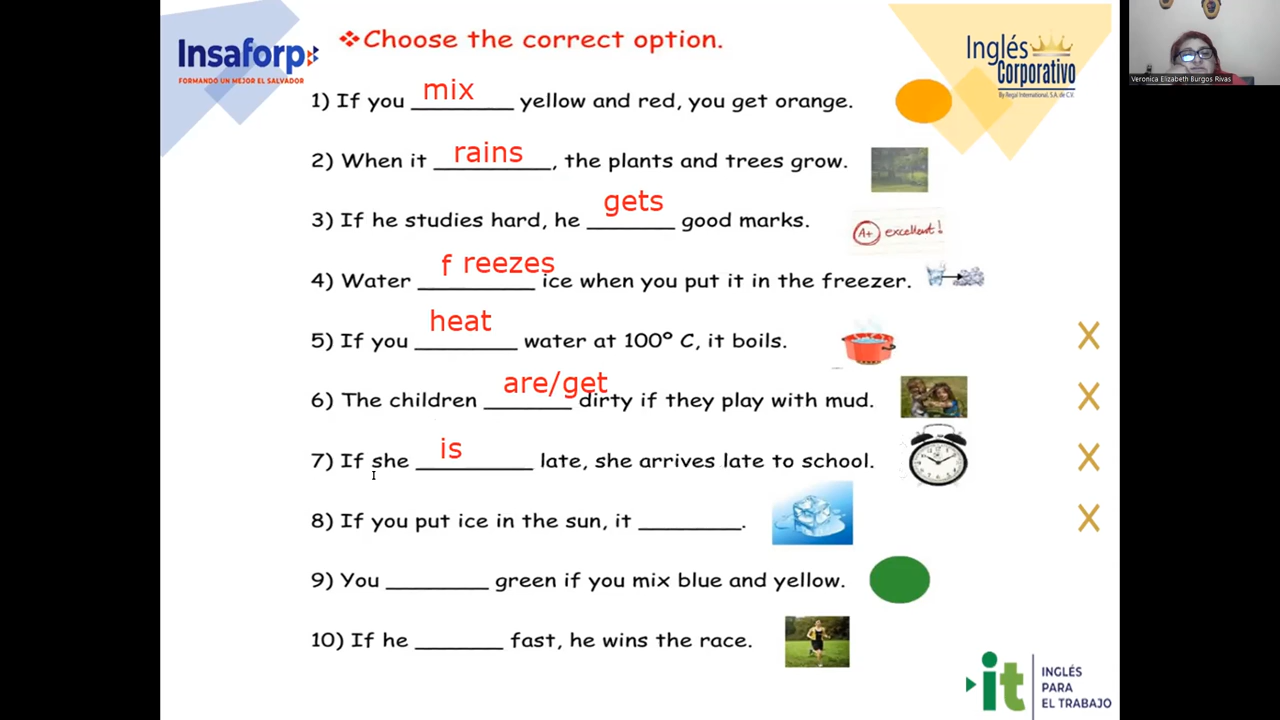 Insaforp
FORMANDO UN MEJOR EL SALVADOR
❖Choose the correct option.
Inglés
Corporativo
By Regal International, S.A. de C.V.
Veronica Elizabeth Burgos Rivas
1) If you mix yellow and red, you get orange.
2) When it rains, the plants and trees grow.
3) If he studies hard, he gets good marks.
A+ excellent!
4) Water f reezes ice when you put it in the freezer.
5) If you heat water at 100º C, it boils.
X
6) The children are/get dirty if they play with mud.
X
7) If she is late, she arrives late to school.
X
8) If you put ice in the sun, it ________.
X
9) You ________ green if you mix blue and yellow.
10) If he _______ fast, he wins the race.
it
INGLÉS
PARA
EL TRABAJO